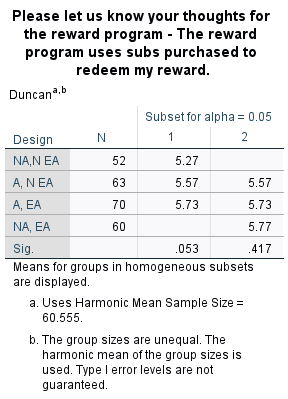 Please let us know your thoughts for
the reward program - The reward
program uses subs purchased to
redeem my reward.
Duncana,b
Subset for alpha = 0.05
Design N 1 2
NA,N EA 52 5.27
A, N EA 63 5.57 5.57
A, EA 70 5.73 5.73
NA, EA 60 5.77
Sig. .053 .417
Means for groups in homogeneous subsets
are displayed.
a. Uses Harmonic Mean Sample Size =
60.555.
b. The group sizes are unequal. The
harmonic mean of the group sizes is
used. Type I error levels are not
guaranteed.